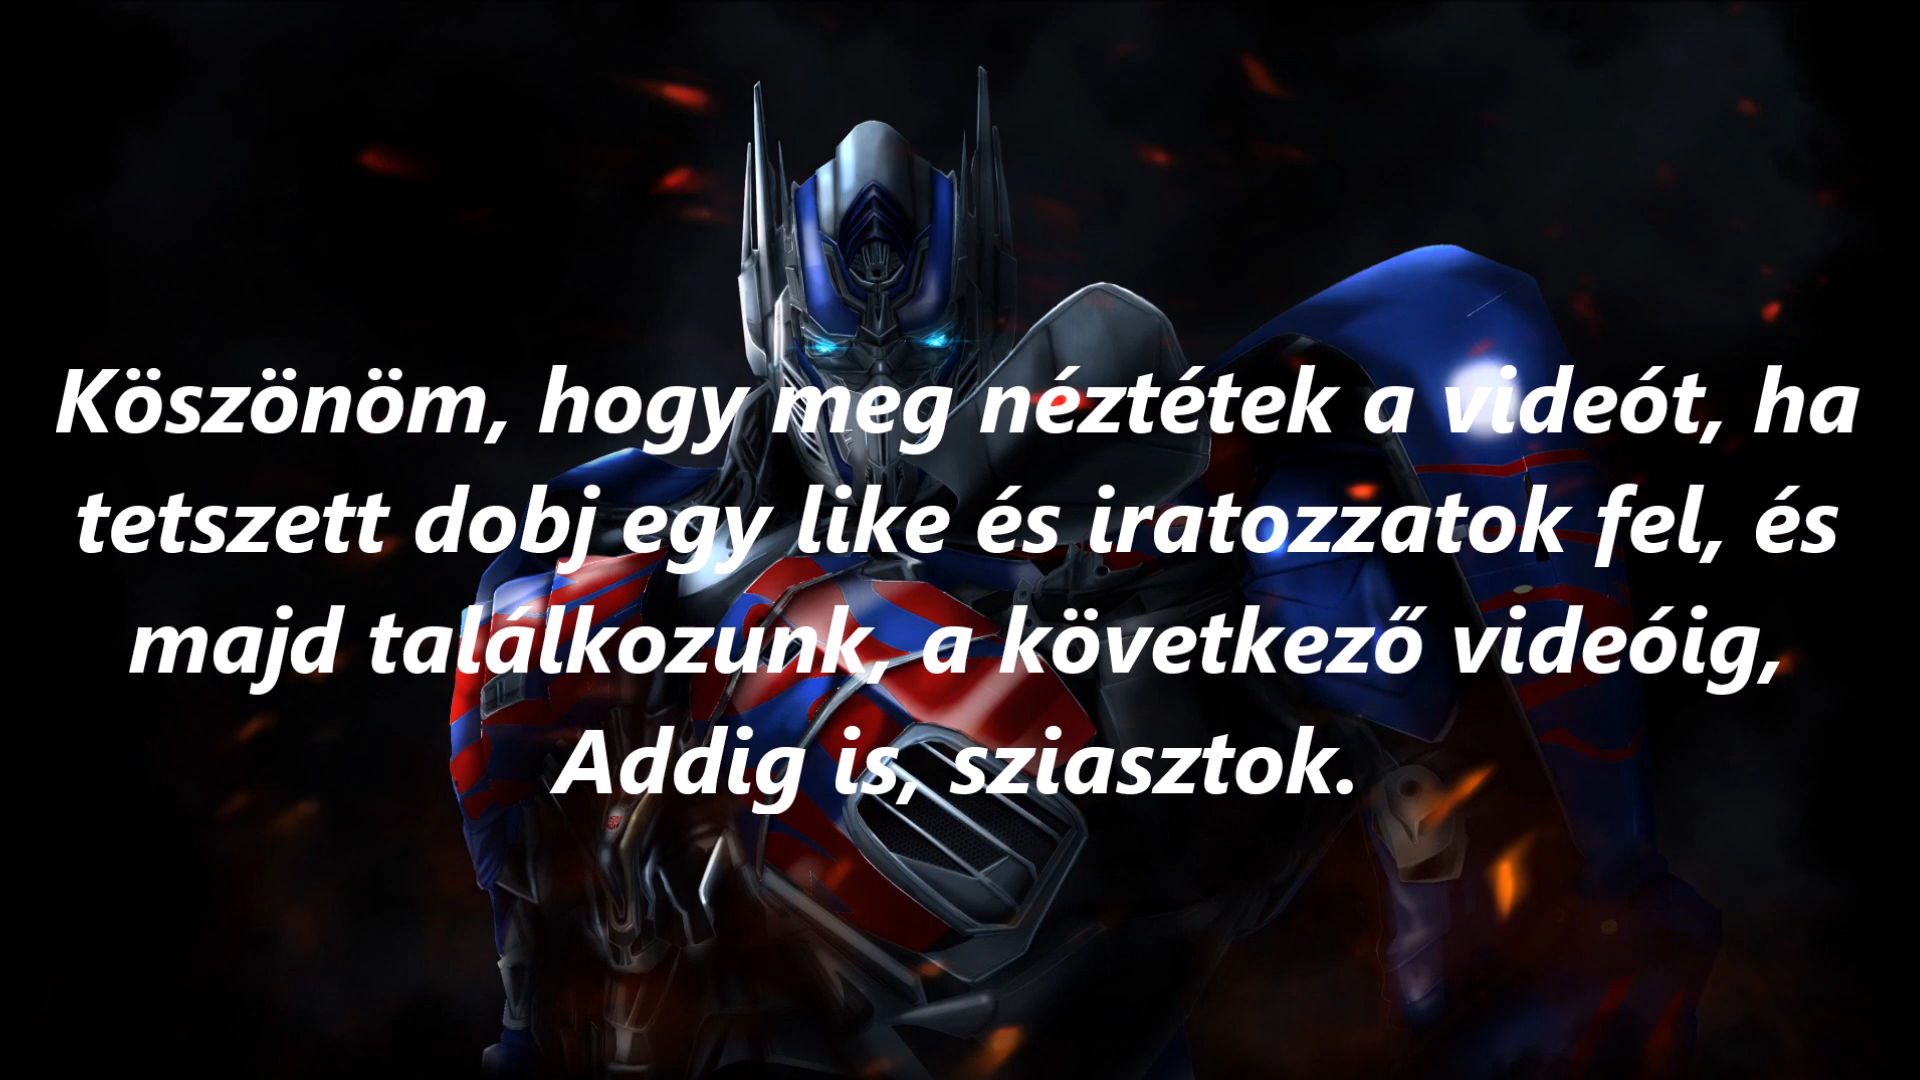 Köszönöm, hogy meg néztétek a videót, ha
tetszett dobj egy like és iratozzatok fel, és
majd találkozunk, a következő videóig,
Addig is, sziasztok.